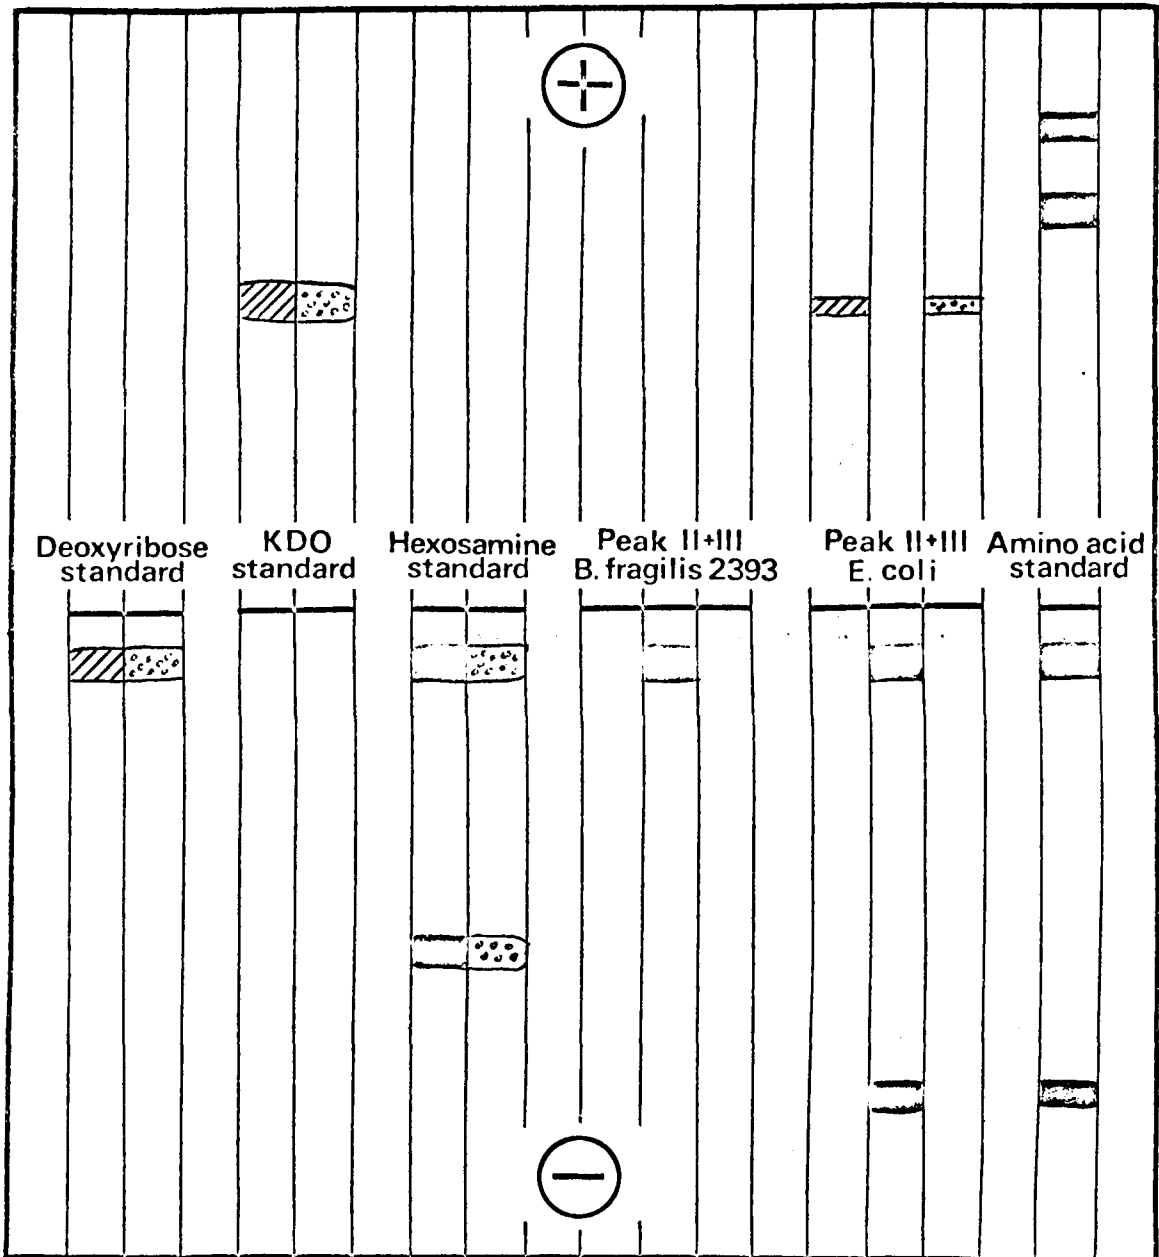 +
Deoxyribose
standard
KDO
standard
Hexosamine
standard
Peak II+III
B. fragilis 2393
Peak II+III
E. coli
Amino acid
standard
−